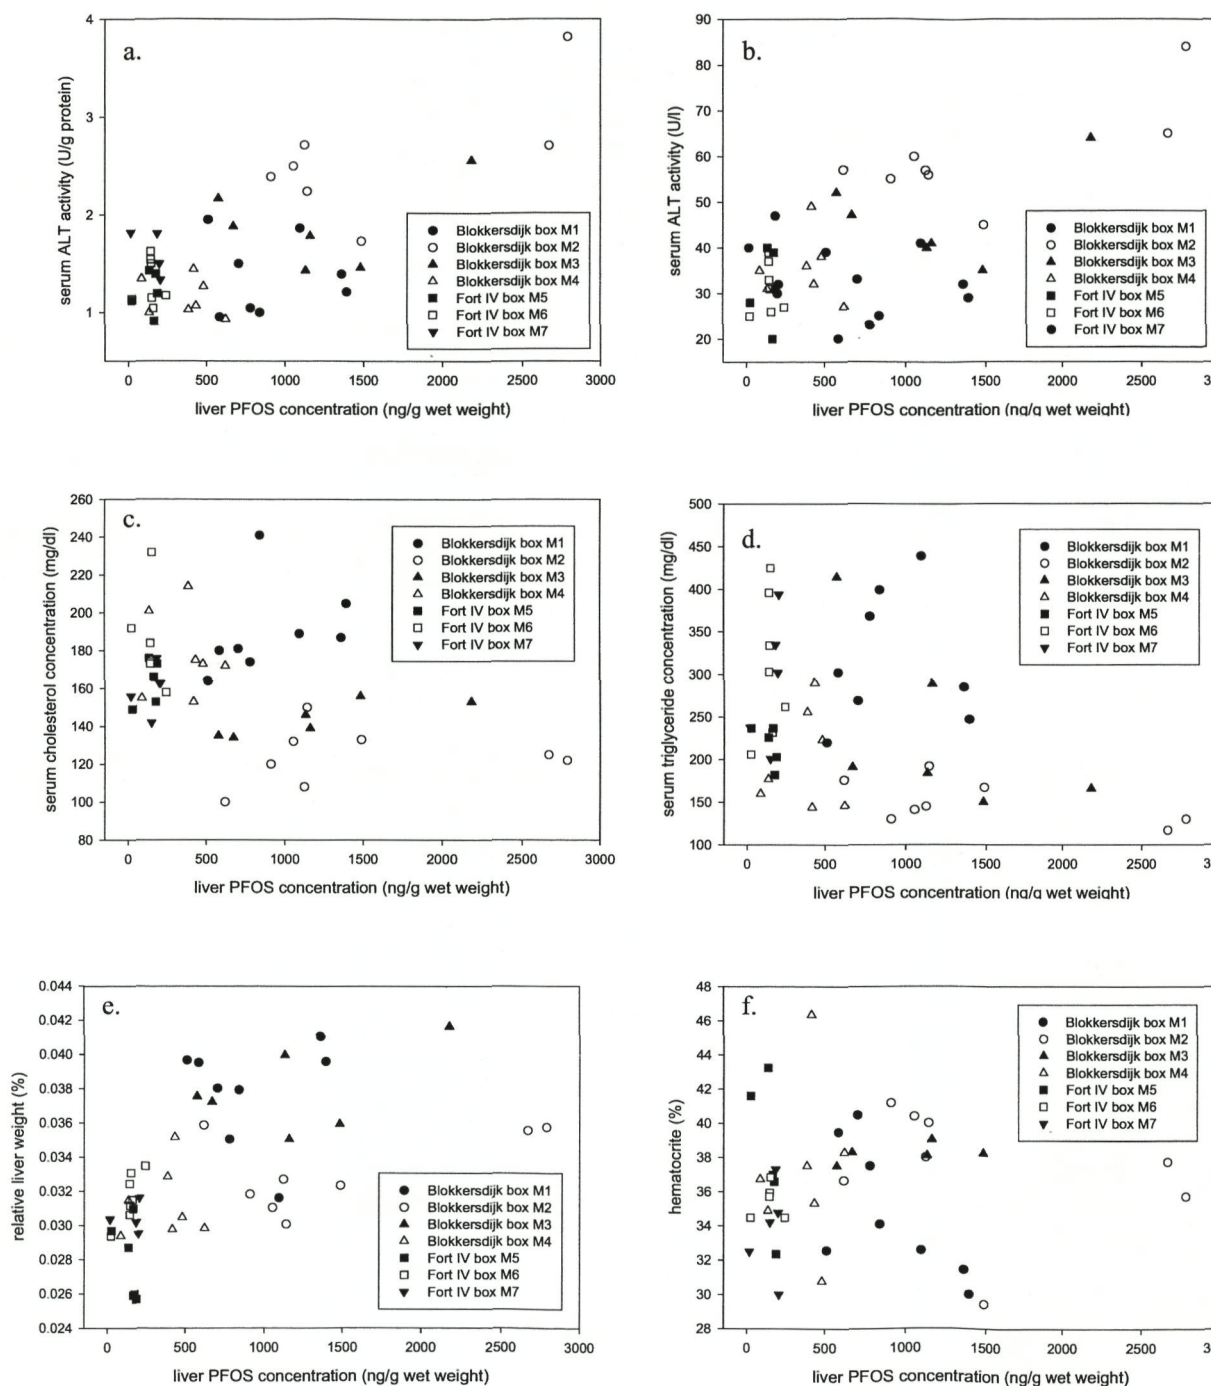 a.
serum ALT activity (U/g protein)
4
3
2
1
Blokkersdijk box M1
Blokkersdijk box M2
Blokkersdijk box M3
Blokkersdijk box M4
Fort IV box M5
Fort IV box M6
Fort IV box M7
0 500 1000 1500 2000 2500 3000
liver PFOS concentration (ng/g wet weight)
b.
serum ALT activity (U/l)
90
80
70
60
50
40
30
20
Blokkersdijk box M1
Blokkersdijk box M2
Blokkersdijk box M3
Blokkersdijk box M4
Fort IV box M5
Fort IV box M6
Fort IV box M7
0 500 1000 1500 2000 2500
liver PFOS concentration (ng/g wet weight)
c.
serum cholesterol concentration (mg/dl)
260
240
220
200
180
160
140
120
100
80
Blokkersdijk box M1
Blokkersdijk box M2
Blokkersdijk box M3
Blokkersdijk box M4
Fort IV box M5
Fort IV box M6
Fort IV box M7
0 500 1000 1500 2000 2500 3000
liver PFOS concentration (ng/g wet weight)
d.
serum triglyceride concentration (mg/dl)
500
450
400
350
300
250
200
150
100
Blokkersdijk box M1
Blokkersdijk box M2
Blokkersdijk box M3
Blokkersdijk box M4
Fort IV box M5
Fort IV box M6
Fort IV box M7
0 500 1000 1500 2000 2500
liver PFOS concentration (ng/g wet weight)
e.
relative liver weight (%)
0.044
0.042
0.040
0.038
0.036
0.034
0.032
0.030
0.028
0.026
0.024
Blokkersdijk box M1
Blokkersdijk box M2
Blokkersdijk box M3
Blokkersdijk box M4
Fort IV box M5
Fort IV box M6
Fort IV box M7
0 500 1000 1500 2000 2500 3000
liver PFOS concentration (ng/g wet weight)
f.
hematocrite (%)
48
46
44
42
40
38
36
34
32
30
28
Blokkersdijk box M1
Blokkersdijk box M2
Blokkersdijk box M3
Blokkersdijk box M4
Fort IV box M5
Fort IV box M6
Fort IV box M7
0 500 1000 1500 2000 2500
liver PFOS concentration (ng/g wet weight)